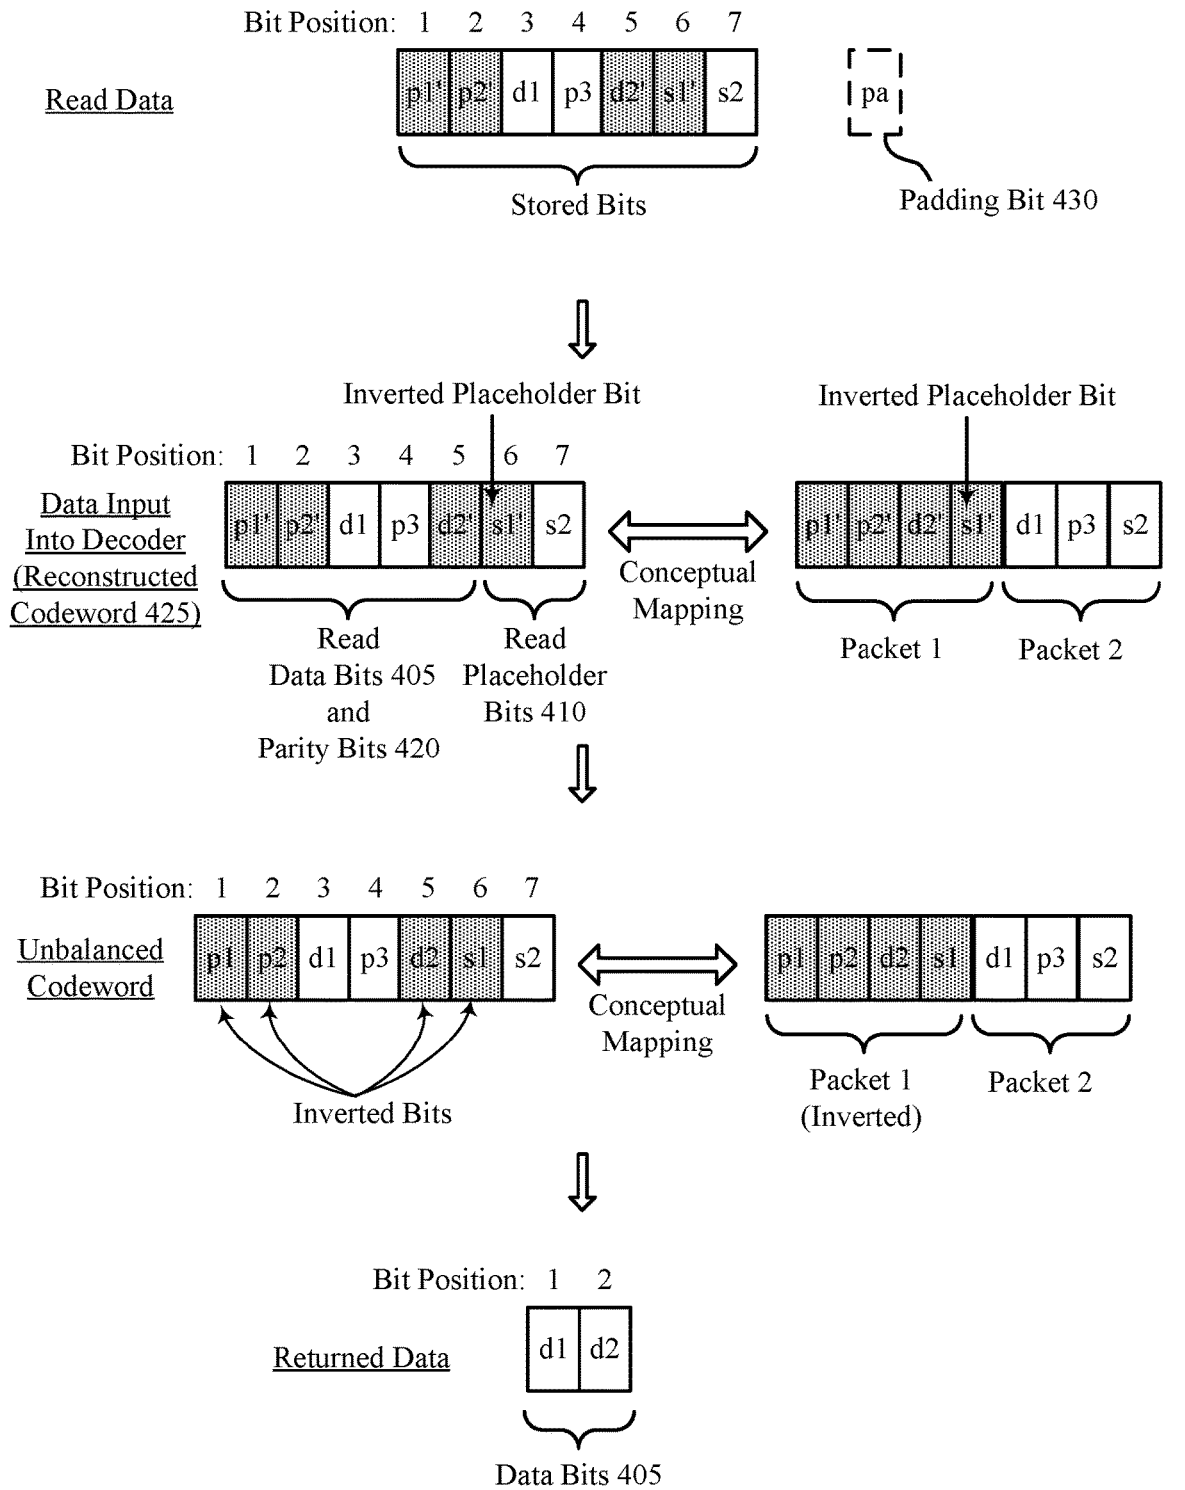 Bit Position: 1 2 3 4 5 6 7
Read Data
p1' p2' d1 p3 d2' s1' s2
pa
Stored Bits
Padding Bit 430
Inverted Placeholder Bit
Inverted Placeholder Bit
Bit Position: 1 2 3 4 5 6 7
Data Input
Into Decoder
(Reconstructed
Codeword 425)
p1' p2' d1 p3 d2' s1' s2
Conceptual
Mapping
p1' p2' d2' s1' d1 p3 s2
Read
Data Bits 405
and
Parity Bits 420
Read
Placeholder
Bits 410
Packet 1
Packet 2
Bit Position: 1 2 3 4 5 6 7
Unbalanced
Codeword
p1 p2 d1 p3 d2 s1 s2
Conceptual
Mapping
p1 p2 d2 s1 d1 p3 s2
Inverted Bits
Packet 1
(Inverted)
Packet 2
Bit Position: 1 2
Returned Data
d1 d2
Data Bits 405